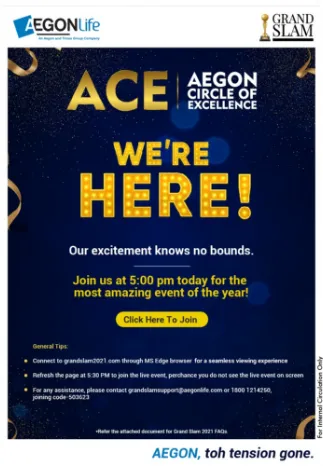 AEGONLife
An Aegon and Times Group Company
GRAND
SLAM
ACE
AEGON
CIRCLE OF
EXCELLENCE
WE'RE
HERE!
Our excitement knows no bounds.
Join us at 5:00 pm today for the
most amazing event of the year!
Click Here To Join
General Tips:
Connect to grandslam2021.com through MS Edge browser for a seamless viewing experience
Refresh the page at 5:30 PM to join the live event, perchance you do not see the live event on screen
For any assistance, please contact grandslamsupport@aegonlife.com or 1800 1214250,
joining code-503623
*Refer the attached document for Grand Slam 2021 FAQs
For Internal Circulation Only
AEGON, toh tension gone.